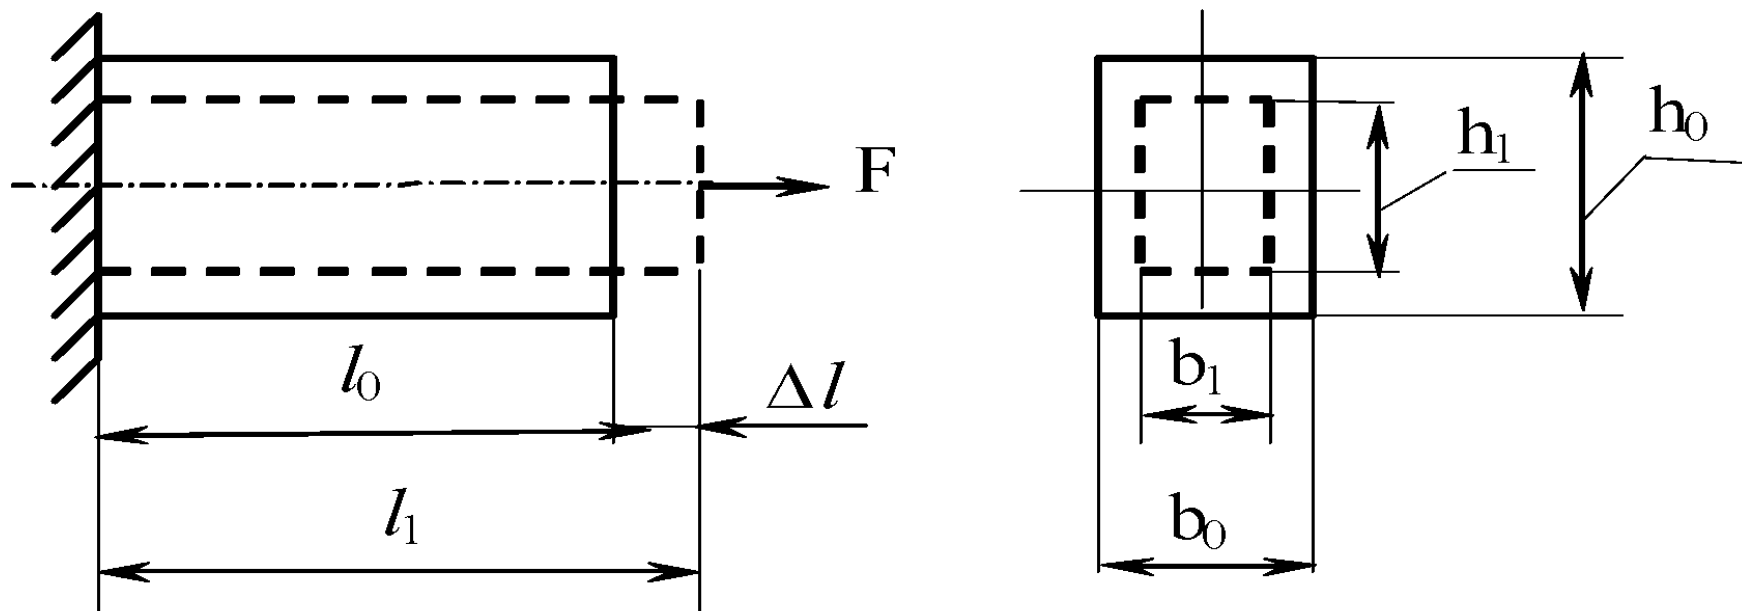 F
l₀
Δl
l₁
h₁
h₀
b₁
b₀